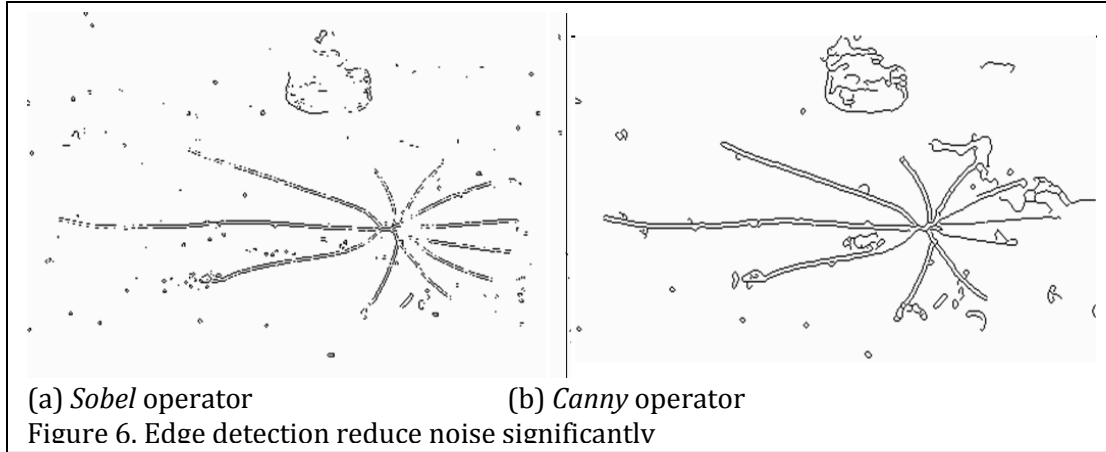 (a) Sobel operator (b) Canny operator
Figure 6. Edge detection reduce noise significantly